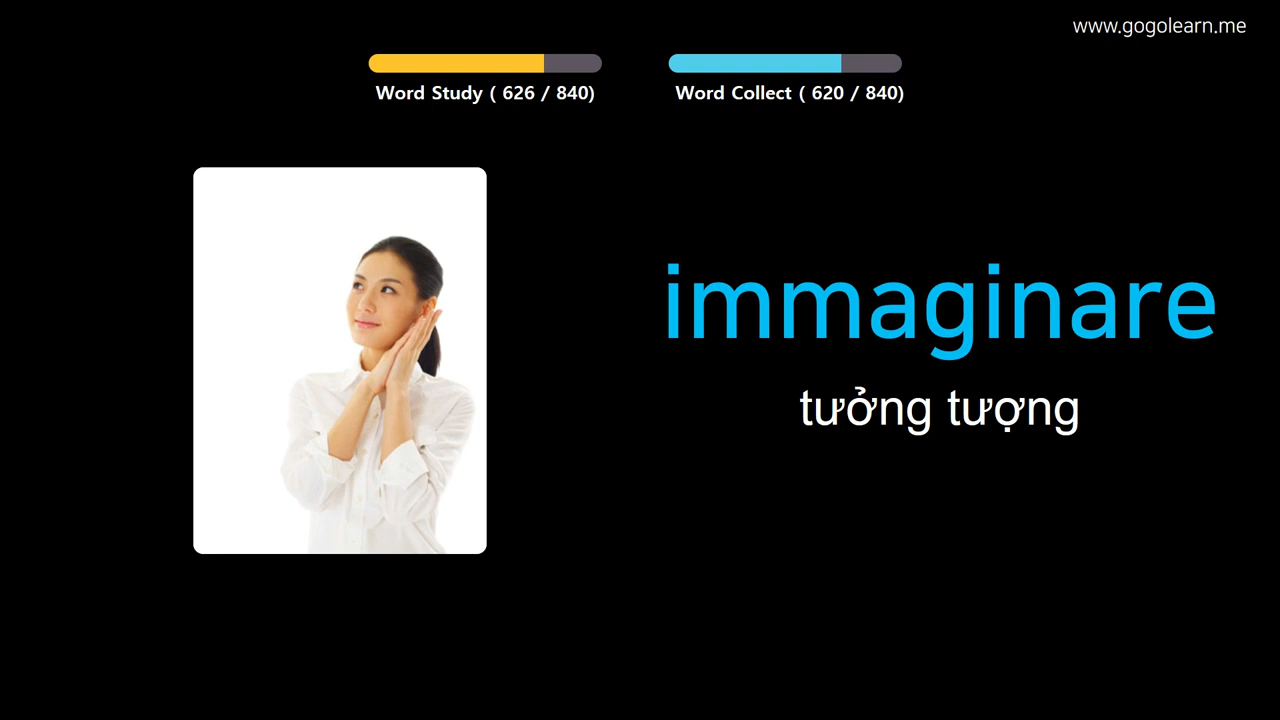 www.gogolearn.me
Word Study ( 626 / 840)
Word Collect ( 620 / 840)
immaginare
tưởng tượng